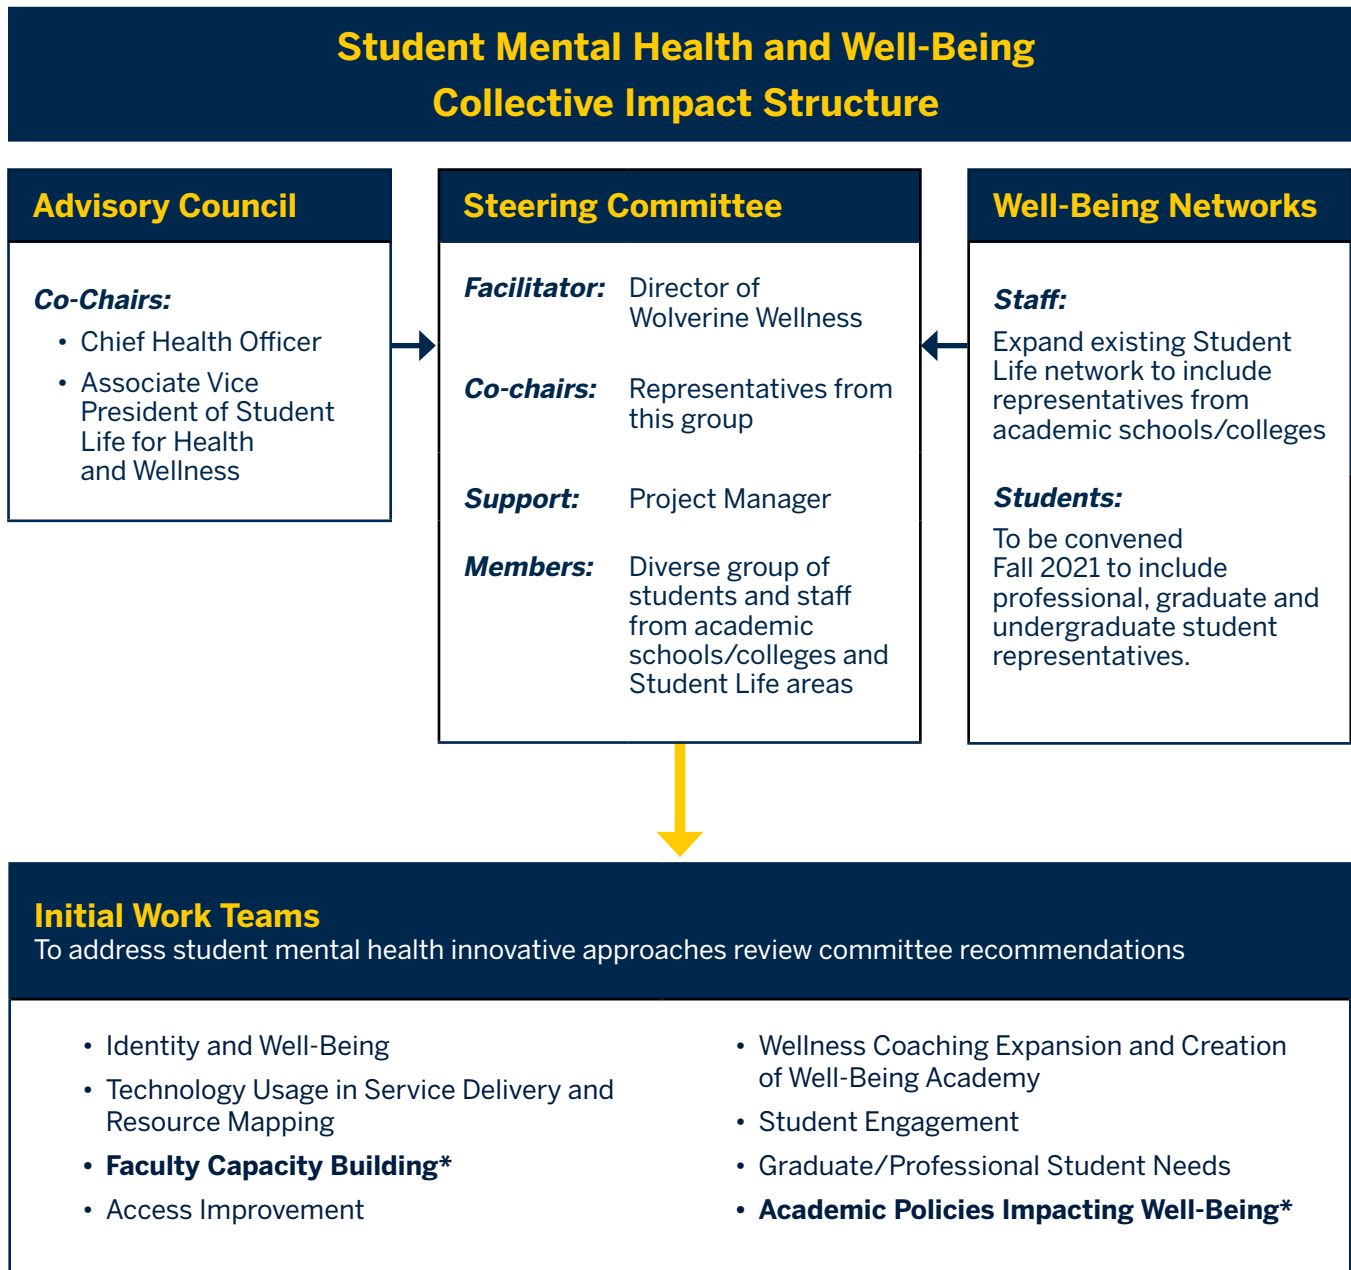 Student Mental Health and Well-Being
Collective Impact Structure
Advisory Council
Co-Chairs:
• Chief Health Officer
• Associate Vice
President of Student
Life for Health
and Wellness
Steering Committee
Facilitator: Director of
Wolverine Wellness
Co-chairs: Representatives from
this group
Support: Project Manager
Members: Diverse group of
students and staff
from academic
schools/colleges and
Student Life areas
Well-Being Networks
Staff:
Expand existing Student
Life network to include
representatives from
academic schools/colleges
Students:
To be convened
Fall 2021 to include
professional, graduate and
undergraduate student
representatives.
Initial Work Teams
To address student mental health innovative approaches review committee recommendations
• Identity and Well-Being
• Technology Usage in Service Delivery and
Resource Mapping
• Faculty Capacity Building*
• Access Improvement
• Wellness Coaching Expansion and Creation
of Well-Being Academy
• Student Engagement
• Graduate/Professional Student Needs
• Academic Policies Impacting Well-Being*